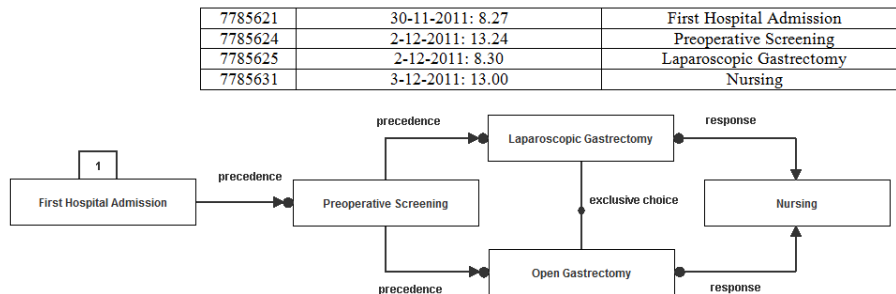 7785621 30-11-2011: 8.27 First Hospital Admission
7785624 2-12-2011: 13.24 Preoperative Screening
7785625 2-12-2011: 8.30 Laparoscopic Gastrectomy
7785631 3-12-2011: 13.00 Nursing
precedence
Laparoscopic Gastrectomy
response
1
First Hospital Admission
precedence
Preoperative Screening
exclusive choice
Nursing
precedence
Open Gastrectomy
response